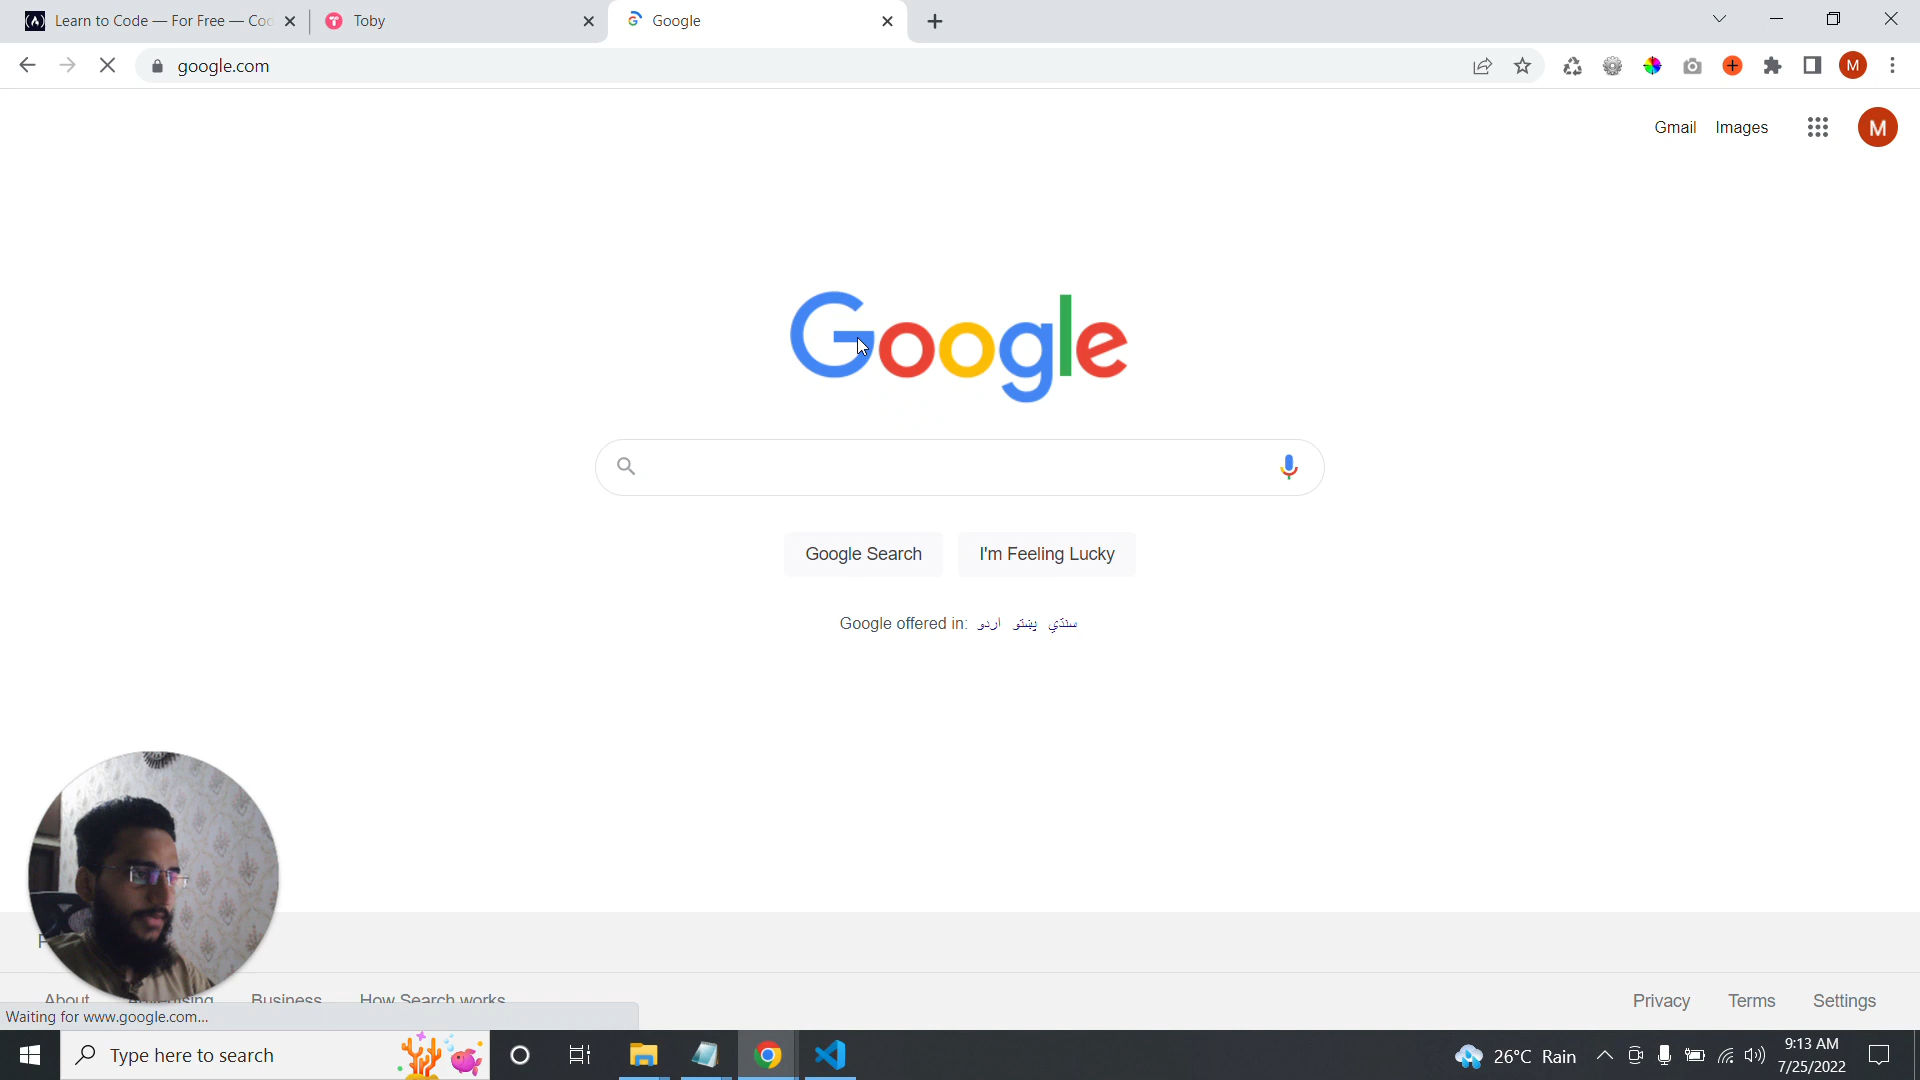 Learn to Code — For Free — Co
Toby
Google
google.com
M
Gmail
Images
M
Google
Google Search
I'm Feeling Lucky
Google offered in: اردو پښتو سنڌي
About
Advertising
Business
How Search works
Privacy
Terms
Settings
Waiting for www.google.com...
Type here to search
26°C Rain
9:13 AM
7/25/2022